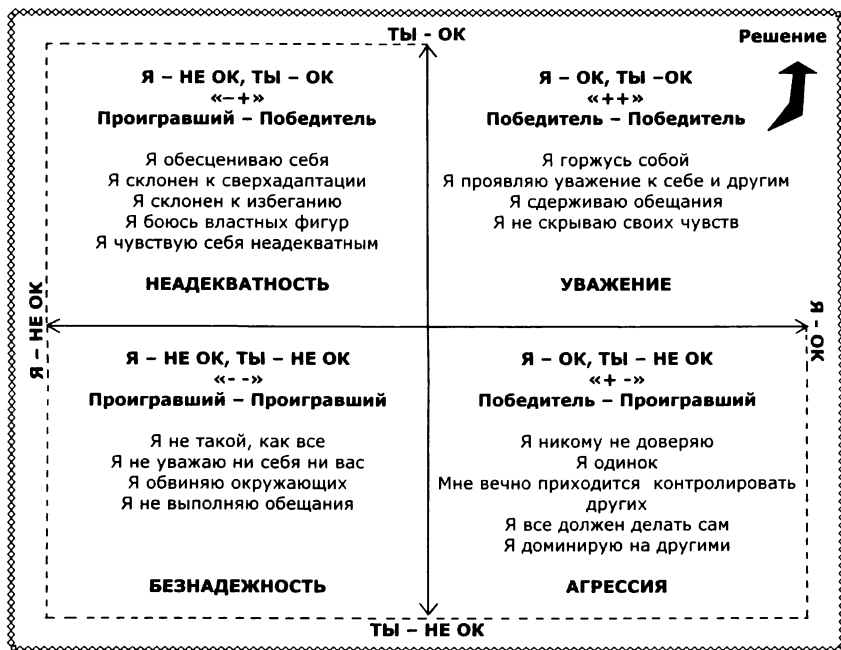 ТЫ - ОК
Решение
Я – НЕ ОК, ТЫ – ОК
«–+»
Проигравший – Победитель
Я обесцениваю себя
Я склонен к сверхадаптации
Я склонен к избеганию
Я боюсь властных фигур
Я чувствую себя неадекватным
НЕАДЕКВАТНОСТЬ
Я – ОК, ТЫ –ОК
«++»
Победитель – Победитель
Я горжусь собой
Я проявляю уважение к себе и другим
Я сдерживаю обещания
Я не скрываю своих чувств
УВАЖЕНИЕ
Я – НЕ ОК
Я - ОК
Я – НЕ ОК, ТЫ – НЕ ОК
«- -»
Проигравший – Проигравший
Я не такой, как все
Я не уважаю ни себя ни вас
Я обвиняю окружающих
Я не выполняю обещания
БЕЗНАДЕЖНОСТЬ
Я – ОК, ТЫ – НЕ ОК
«+ -»
Победитель – Проигравший
Я никому не доверяю
Я одинок
Мне вечно приходится контролировать
других
Я все должен делать сам
Я доминирую на другими
АГРЕССИЯ
ТЫ – НЕ ОК